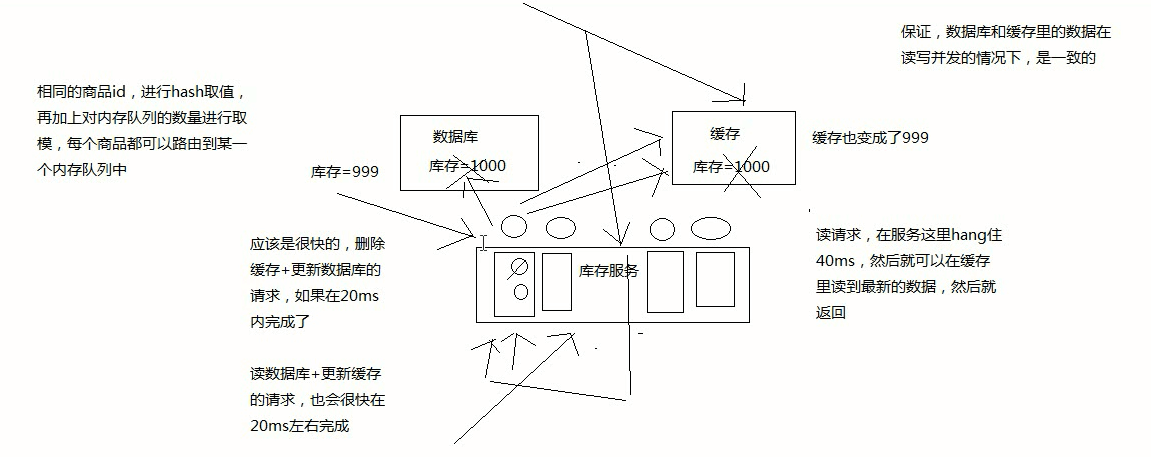 保证，数据库和缓存里的数据在
读写并发的情况下，是一致的
相同的商品id，进行hash取值，
再加上对内存队列的数量进行取
模，每个商品都可以路由到某一
个内存队列中
数据库
库存=1000
缓存
库存=1000
缓存也变成了999
库存=999
应该是很快的，删除
缓存+更新数据库的
请求，如果在20ms
内完成了
库存服务
读请求，在服务这里hang住
40ms，然后就可以在缓存
里读到最新的数据，然后就
返回
读数据库+更新缓存
的请求，也会很快在
20ms左右完成